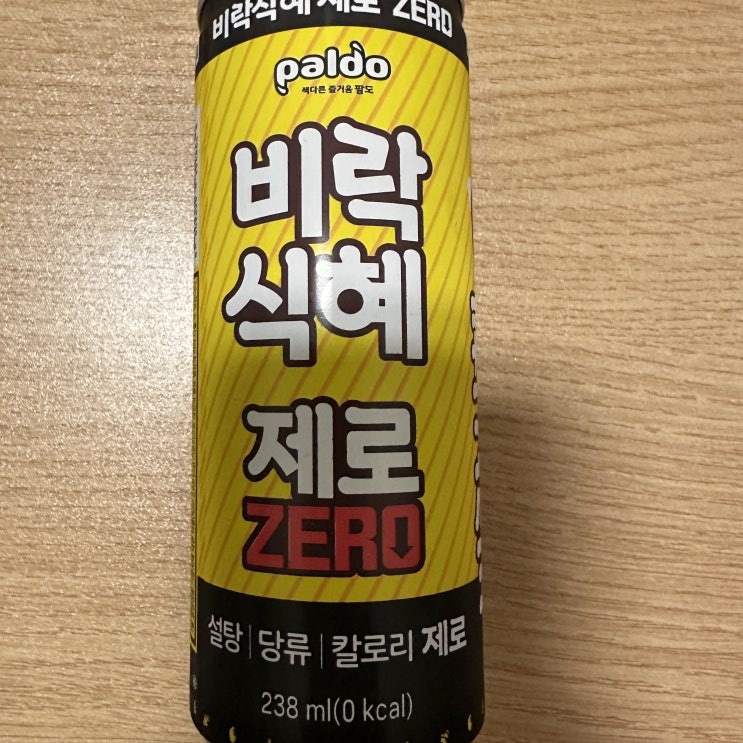 비락식혜 제로 ZERO
paldo
색다른 즐거움 팔도
비락
식혜
제로
ZERO
설탕 | 당류 | 칼로리 제로
238 ml(0 kcal)